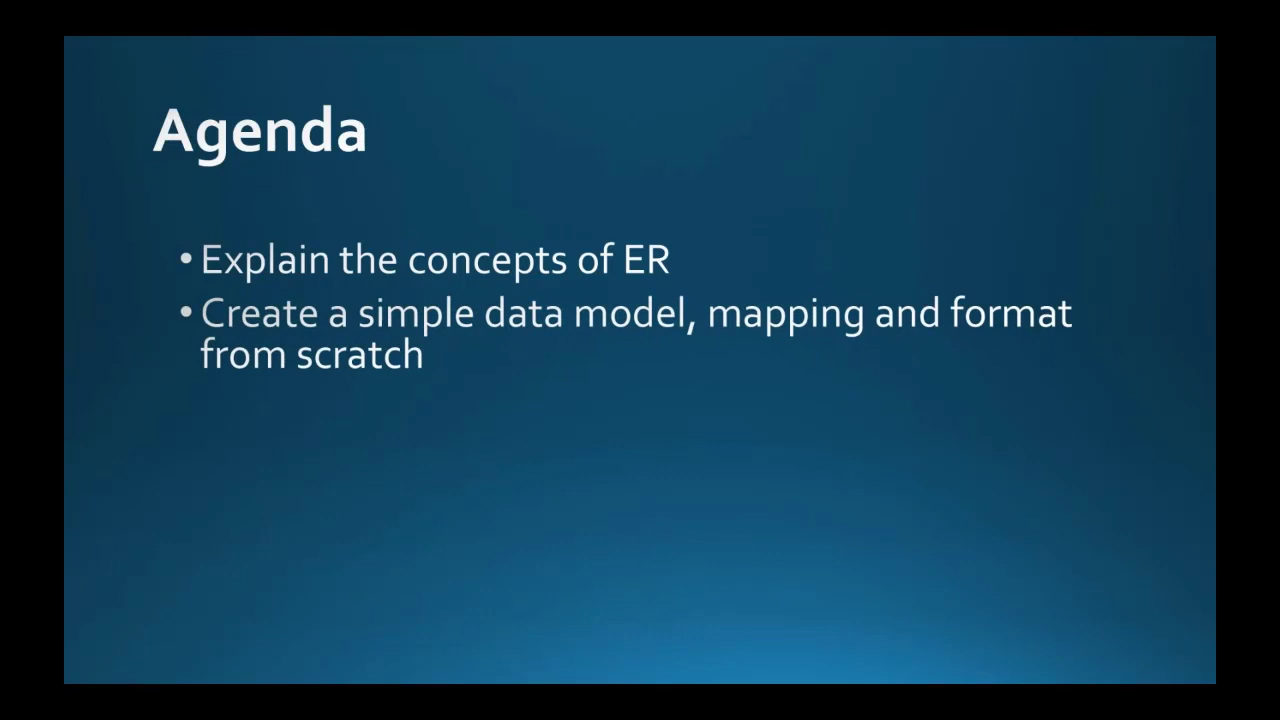 Agenda
• Explain the concepts of ER
• Create a simple data model, mapping and format
from scratch